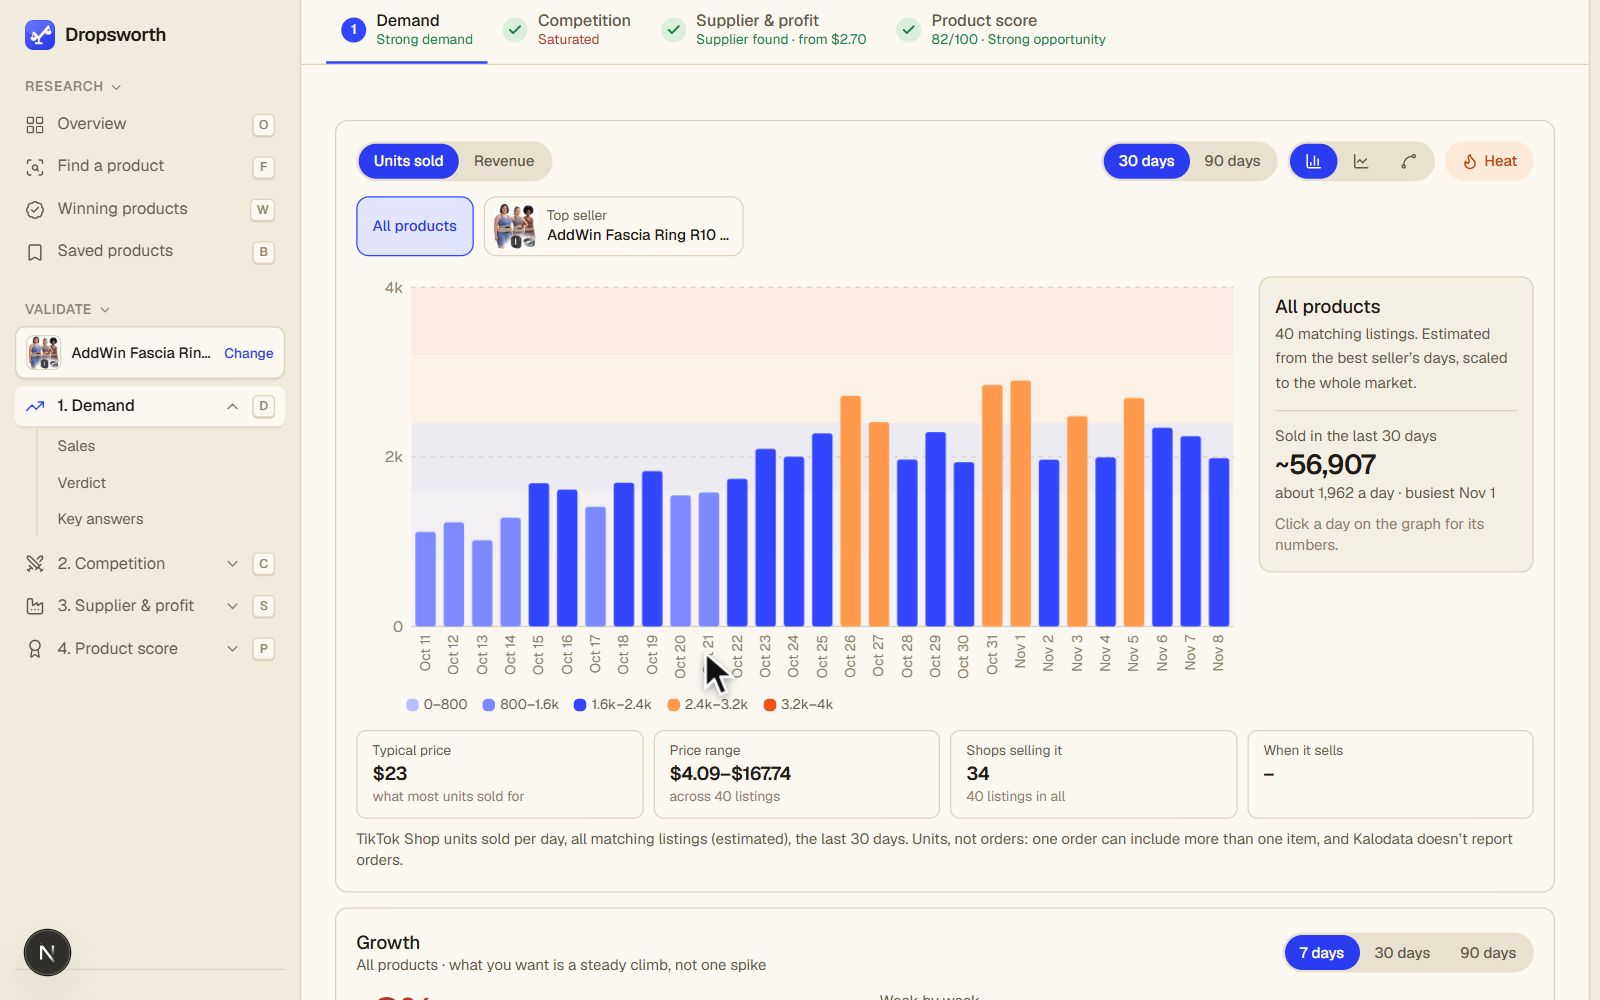 Dropsworth
RESEARCH
Overview
O
Find a product
F
Winning products
W
Saved products
B
VALIDATE
AddWin Fascia Rin...
Change
1. Demand
D
Sales
Verdict
Key answers
2. Competition
C
3. Supplier & profit
S
4. Product score
P
N
1
Demand
Strong demand
Competition
Saturated
Supplier & profit
Supplier found · from $2.70
Product score
82/100 · Strong opportunity
Units sold
Revenue
30 days
90 days
Heat
All products
Top seller
AddWin Fascia Ring R10 ...
4k
2k
0
Oct 11
Oct 12
Oct 13
Oct 14
Oct 15
Oct 16
Oct 17
Oct 18
Oct 19
Oct 20
21
Oct 22
Oct 23
Oct 24
Oct 25
Oct 26
Oct 27
Oct 28
Oct 29
Oct 30
Oct 31
Nov 1
Nov 2
Nov 3
Nov 4
Nov 5
Nov 6
Nov 7
Nov 8
0–800
800–1.6k
1.6k–2.4k
2.4k–3.2k
3.2k–4k
All products
40 matching listings. Estimated
from the best seller's days, scaled
to the whole market.
Sold in the last 30 days
~56,907
about 1,962 a day · busiest Nov 1
Click a day on the graph for its
numbers.
Typical price
$23
what most units sold for
Price range
$4.09–$167.74
across 40 listings
Shops selling it
34
40 listings in all
When it sells
–
TikTok Shop units sold per day, all matching listings (estimated), the last 30 days. Units, not orders: one order can include more than one item, and Kalodata doesn't report
orders.
Growth
All products · what you want is a steady climb, not one spike
7 days
30 days
90 days
Week by week